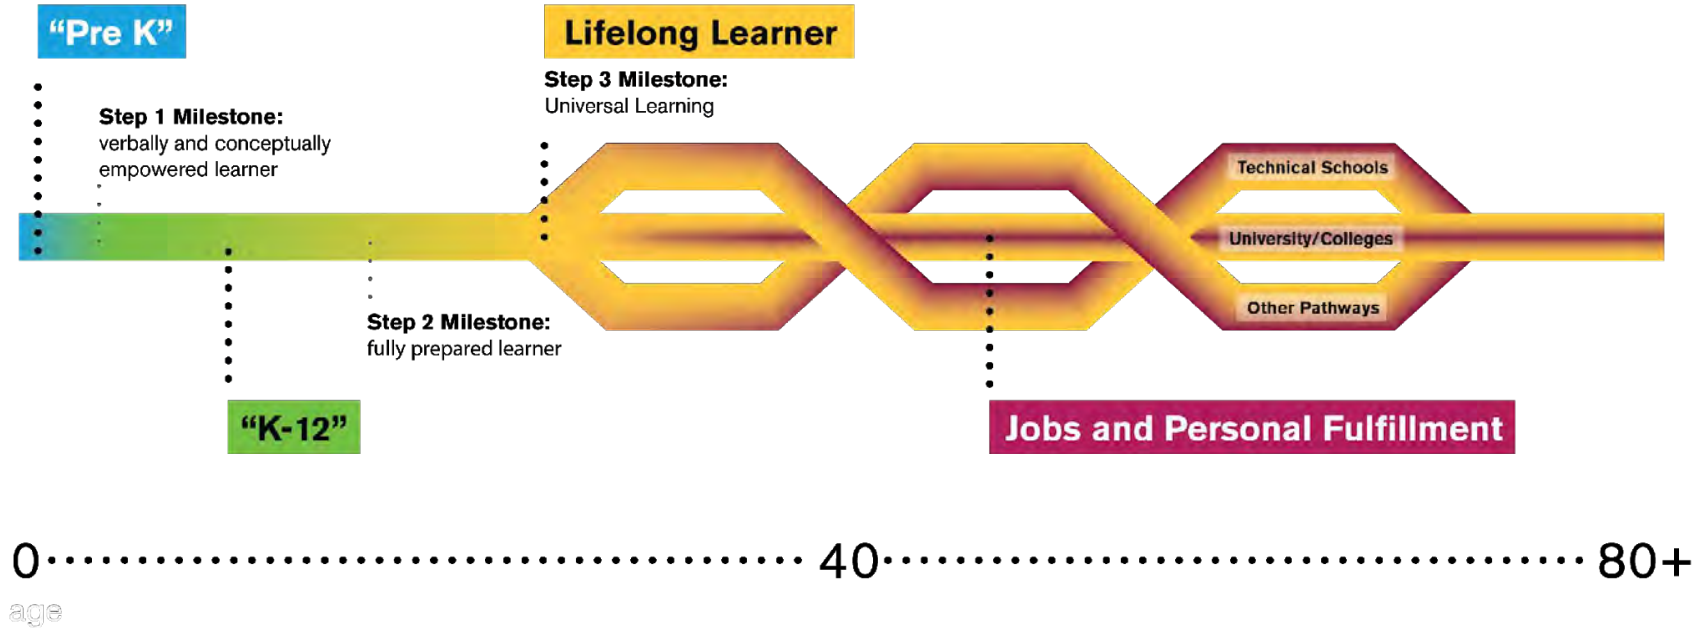 “Pre K”
Lifelong Learner
Step 3 Milestone:
Universal Learning
Step 1 Milestone:
verbally and conceptually
empowered learner
Technical Schools
University/Colleges
Other Pathways
Step 2 Milestone:
fully prepared learner
“K-12”
Jobs and Personal Fulfillment
0 40 80+
age